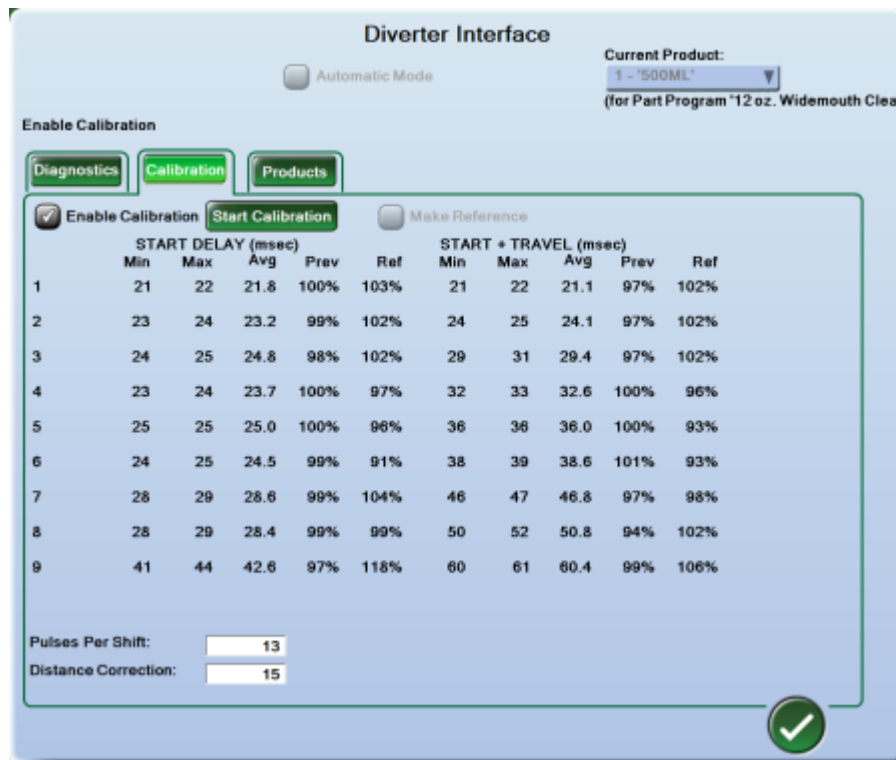 Diverter Interface
Automatic Mode
Current Product:
1 - '500ML'
(for Part Program "12 oz. Widemouth Clea
Enable Calibration
Diagnostics Calibration Products
Enable Calibration Start Calibration Make Reference
START DELAY (msec) START + TRAVEL (msec)
Min Max Avg Prev Ref Min Max Avg Prev Ref
1 21 22 21.8 100% 103% 21 22 21.1 97% 102%
2 23 24 23.2 99% 102% 24 25 24.1 97% 102%
3 24 25 24.8 98% 102% 29 31 29.4 97% 102%
4 23 24 23.7 100% 97% 32 33 32.6 100% 96%
5 25 25 25.0 100% 96% 36 36 36.0 100% 93%
6 24 25 24.5 99% 91% 38 39 38.6 101% 93%
7 28 29 28.6 99% 104% 46 47 46.8 97% 98%
8 28 29 28.4 99% 99% 50 52 50.8 94% 102%
9 41 44 42.6 97% 118% 60 61 60.4 99% 106%
Pulses Per Shift: 13
Distance Correction: 15